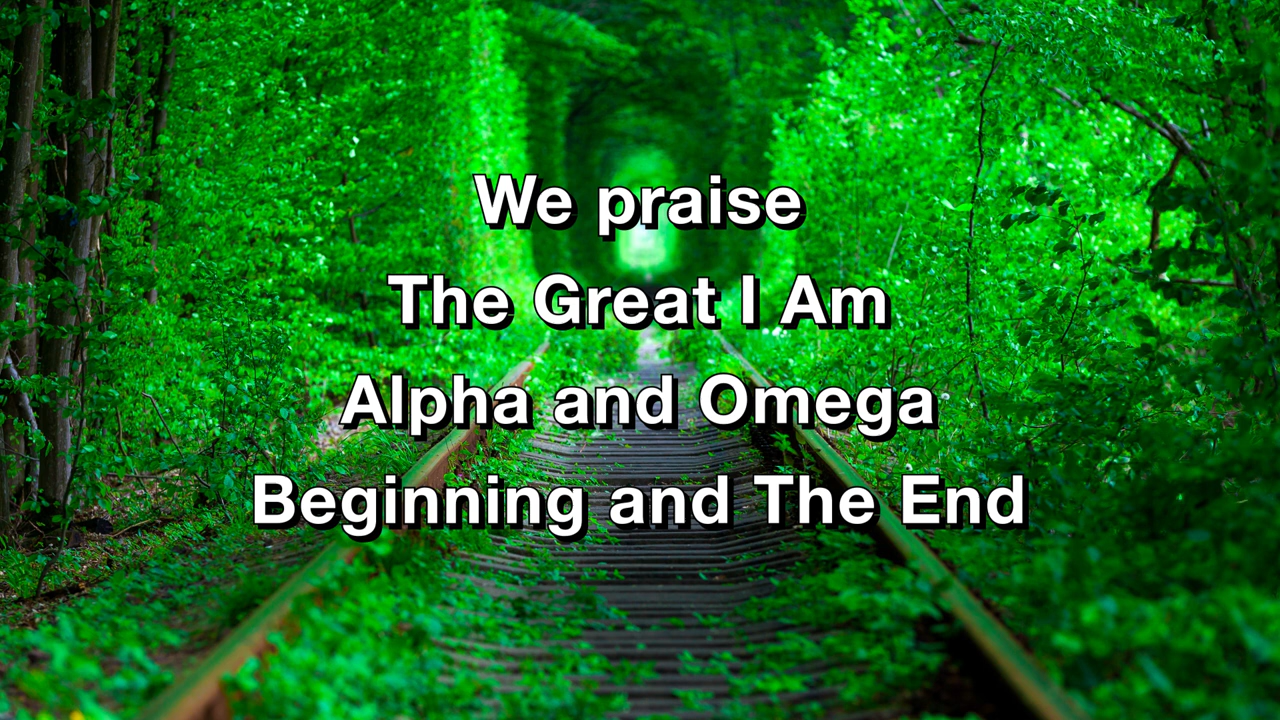 We praise
The Great I Am
Alpha and Omega
Beginning and The End